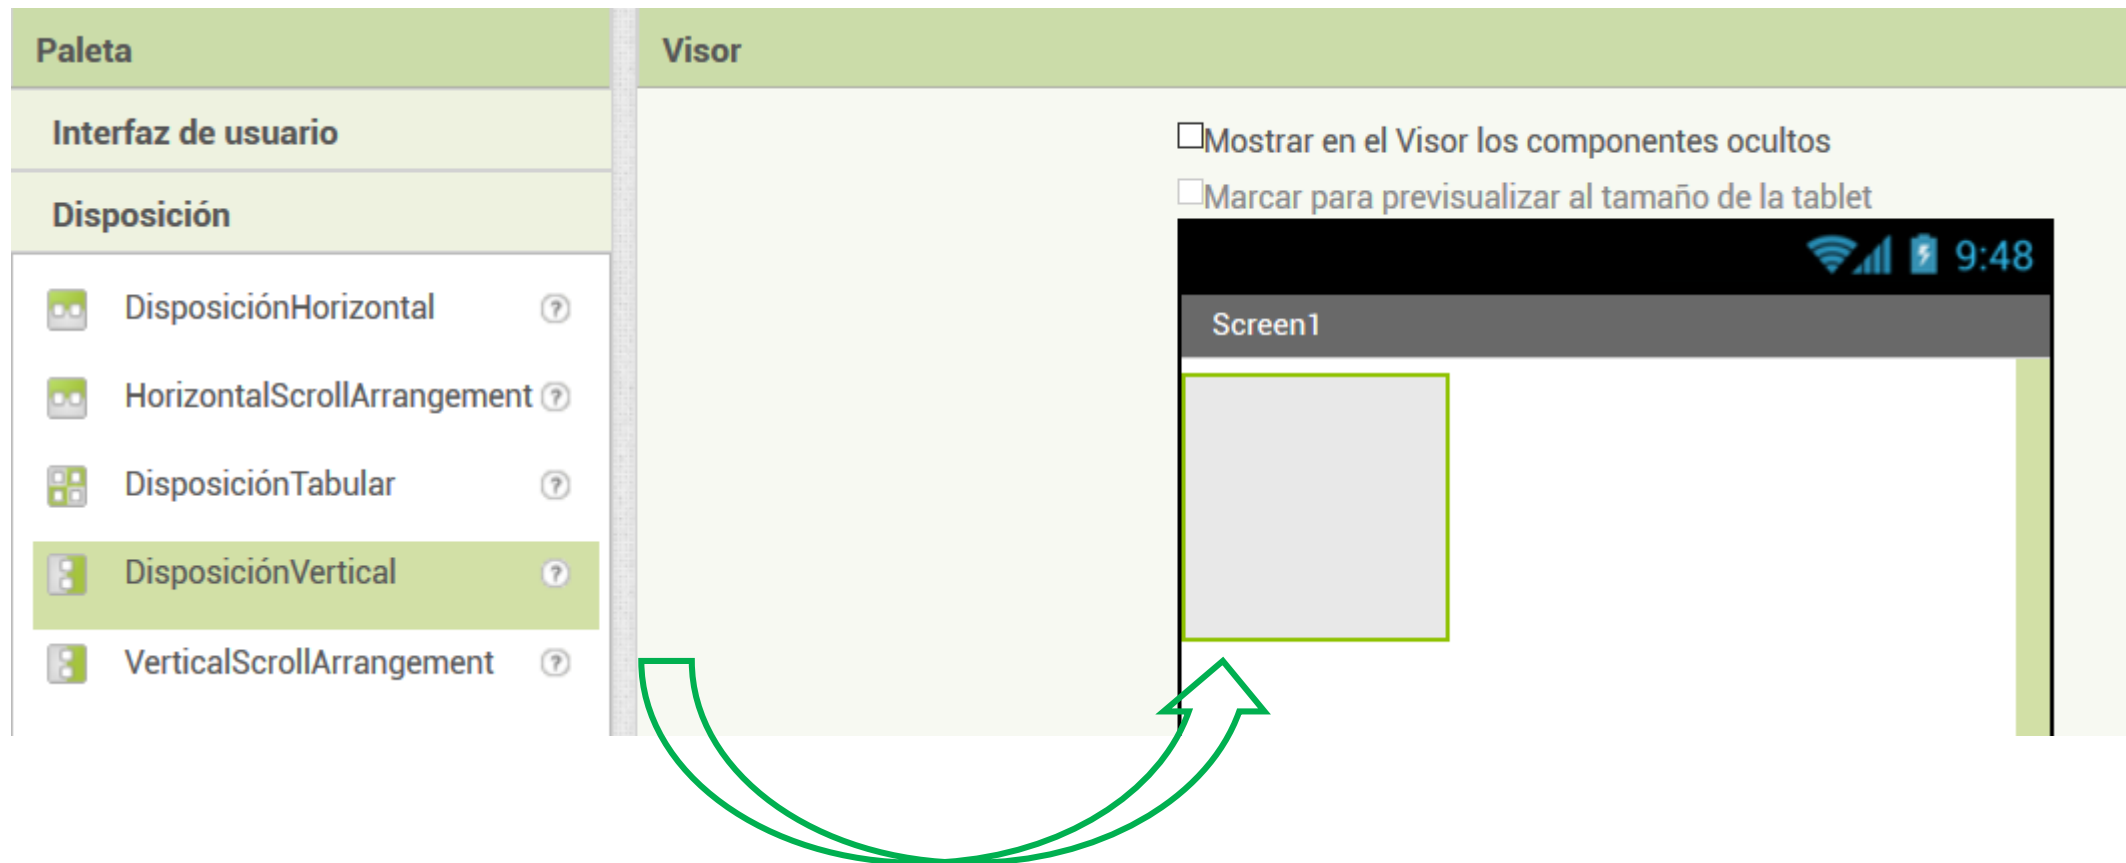 Paleta
Interfaz de usuario
Disposición
DisposiciónHorizontal
HorizontalScrollArrangement
DisposiciónTabular
DisposiciónVertical
VerticalScrollArrangement
Visor
Mostrar en el Visor los componentes ocultos
Marcar para previsualizar al tamaño de la tablet
9:48
Screen1